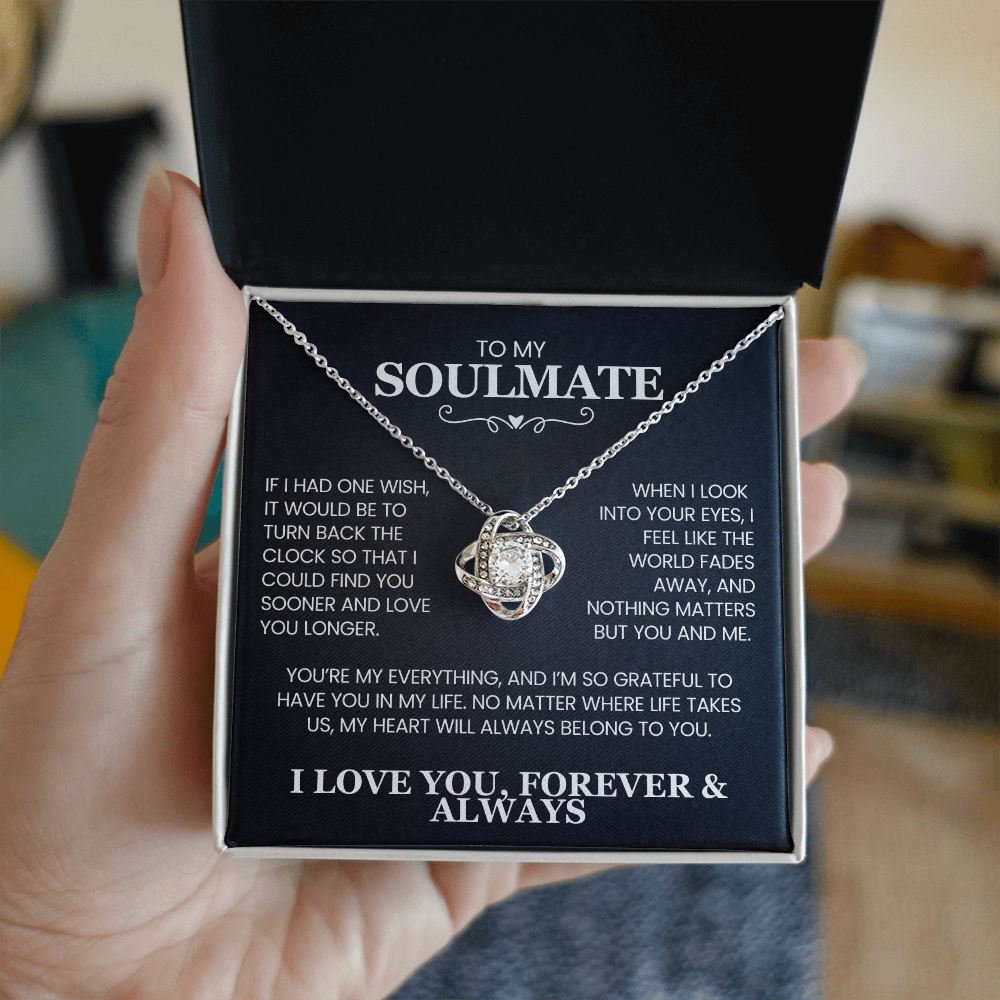 TO MY
SOULMATE
IF I HAD ONE WISH,
IT WOULD BE TO
TURN BACK THE
CLOCK SO THAT I
COULD FIND YOU
SOONER AND LOVE
YOU LONGER.
WHEN I LOOK
INTO YOUR EYES, I
FEEL LIKE THE
WORLD FADES
AWAY, AND
NOTHING MATTERS
BUT YOU AND ME.
YOU'RE MY EVERYTHING, AND I'M SO GRATEFUL TO
HAVE YOU IN MY LIFE. NO MATTER WHERE LIFE TAKES
US, MY HEART WILL ALWAYS BELONG TO YOU.
I LOVE YOU, FOREVER &
ALWAYS